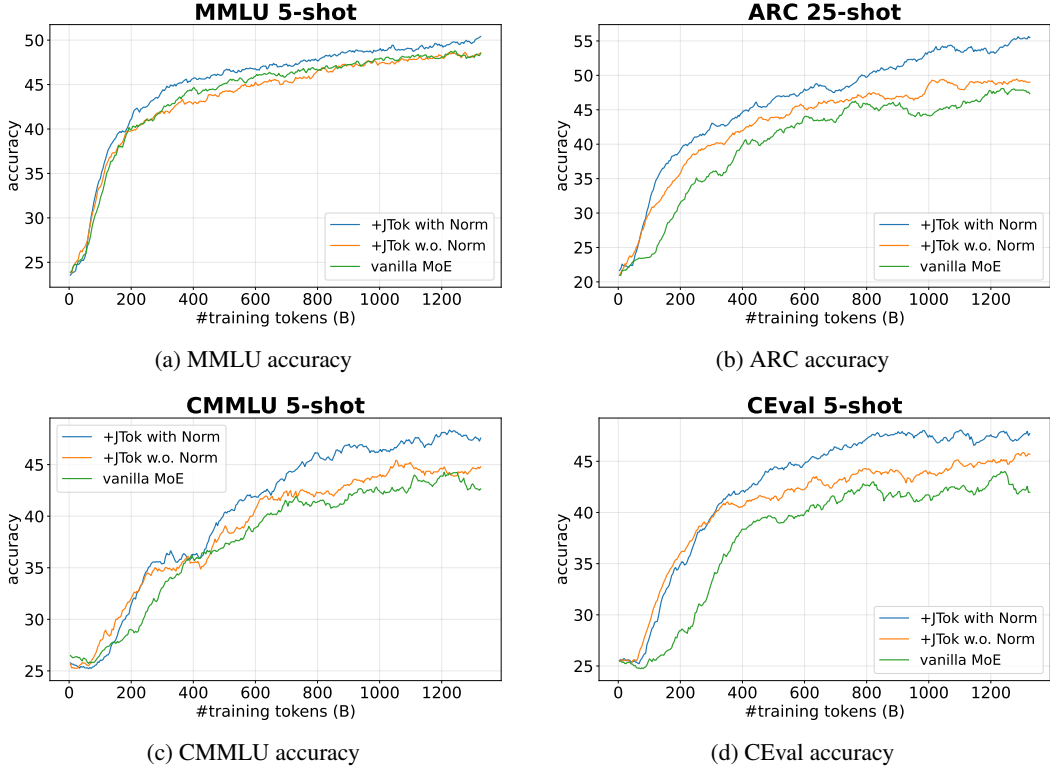 MMLU 5-shot
accuracy
50
45
40
35
30
25
+JTok with Norm
+JTok w.o. Norm
vanilla MoE
0 200 400 600 800 1000 1200
#training tokens (B)
(a) MMLU accuracy
ARC 25-shot
accuracy
55
50
45
40
35
30
25
20
+JTok with Norm
+JTok w.o. Norm
vanilla MoE
0 200 400 600 800 1000 1200
#training tokens (B)
(b) ARC accuracy
CMMLU 5-shot
accuracy
45
40
35
30
25
+JTok with Norm
+JTok w.o. Norm
vanilla MoE
0 200 400 600 800 1000 1200
#training tokens (B)
(c) CMMLU accuracy
CEval 5-shot
accuracy
45
40
35
30
25
+JTok with Norm
+JTok w.o. Norm
vanilla MoE
0 200 400 600 800 1000 1200
#training tokens (B)
(d) CEval accuracy